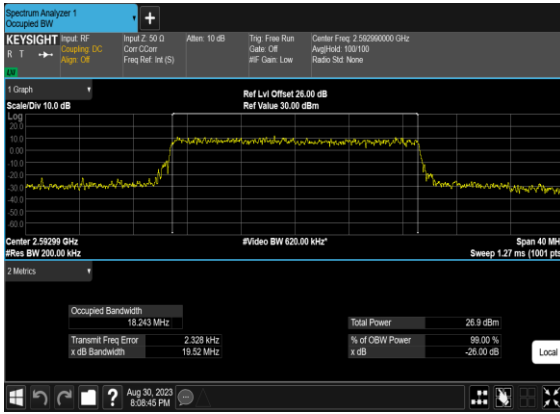 Spectrum Analyzer 1
Occupied BW
+
KEYSIGHT
R T
LW
Input: RF
Coupling: DC
Align: Off
Input Z: 50 Ω
Corr CCorr
Freq Ref: Int (S)
Atten: 10 dB
Trig: Free Run
Gate: Off
#IF Gain: Low
Center Freq: 2.592990000 GHz
Avg|Hold: 100/100
Radio Std: None
1 Graph
Scale/Div 10.0 dB
Ref Lvl Offset 26.00 dB
Ref Value 30.00 dBm
Log
20.0
10.0
0.00
-10.0
-20.0
-30.0
-40.0
-50.0
-60.0
Center 2.59299 GHz
#Video BW 620.00 kHz*
Span 40 MH
#Res BW 200.00 kHz
Sweep 1.27 ms (1001 pts
2 Metrics
Occupied Bandwidth
18.243 MHz
Total Power 26.9 dBm
Transmit Freq Error 2.328 kHz
% of OBW Power 99.00 %
x dB Bandwidth 19.52 MHz
x dB -26.00 dB
Local
?
Aug 30, 2023
8:08:45 PM